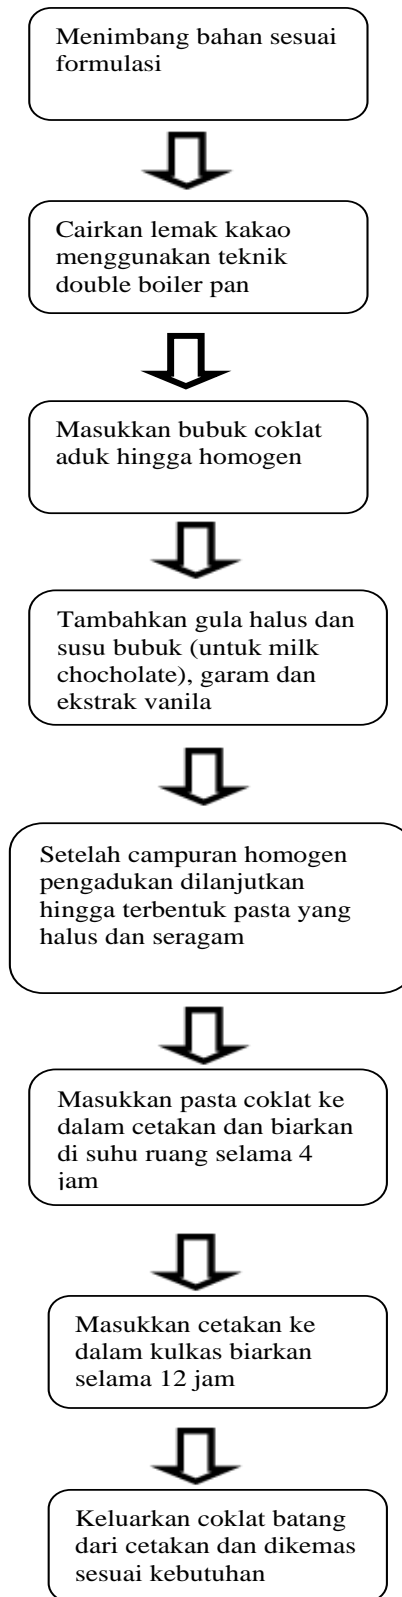 Menimbang bahan sesuai
formulasi
Cairkan lemak kakao
menggunakan teknik
double boiler pan
Masukkan bubuk coklat
aduk hingga homogen
Tambahkan gula halus dan
susu bubuk (untuk milk
chocholate), garam dan
ekstrak vanila
Setelah campuran homogen
pengadukan dilanjutkan
hingga terbentuk pasta yang
halus dan seragam
Masukkan pasta coklat ke
dalam cetakan dan biarkan
di suhu ruang selama 4
jam
Masukkan cetakan ke
dalam kulkas biarkan
selama 12 jam
Keluarkan coklat batang
dari cetakan dan dikemas
sesuai kebutuhan